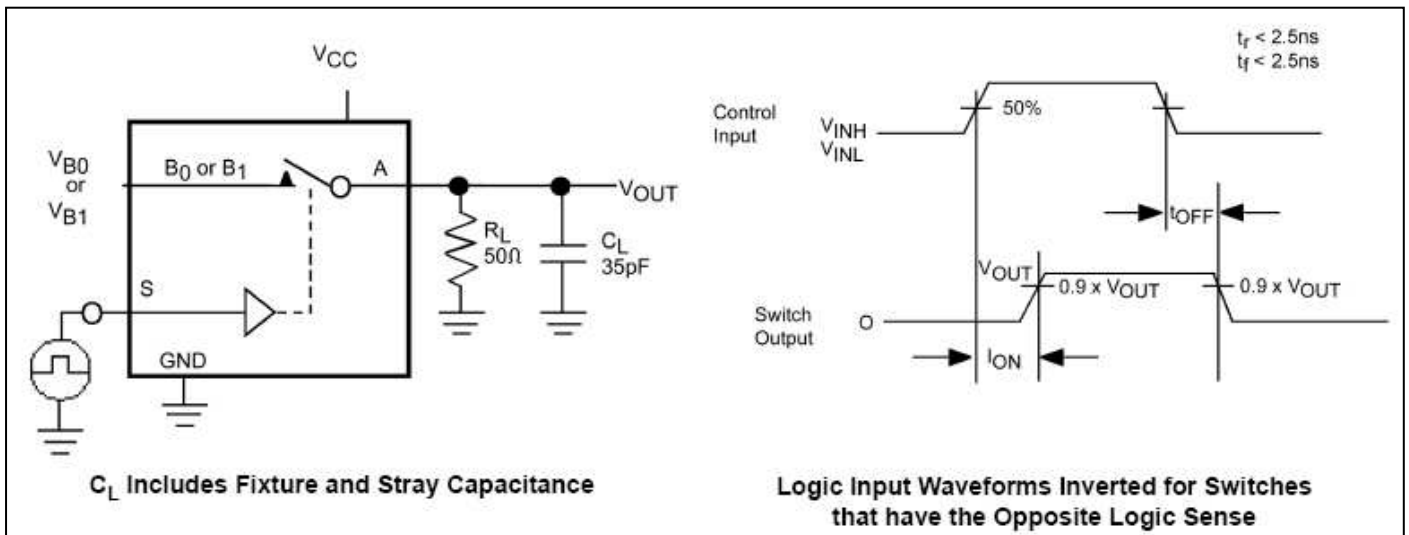 VCC
VB0
or
VB1
B0 or B1
A
VOUT
RL
50Ω
CL
35pF
S
GND
CL Includes Fixture and Stray Capacitance
tr < 2.5ns
tf < 2.5ns
Control
Input
VINH
VINL
50%
tOFF
VOUT
0.9 x VOUT
0.9 x VOUT
Switch
Output
O
ION
Logic Input Waveforms Inverted for Switches
that have the Opposite Logic Sense